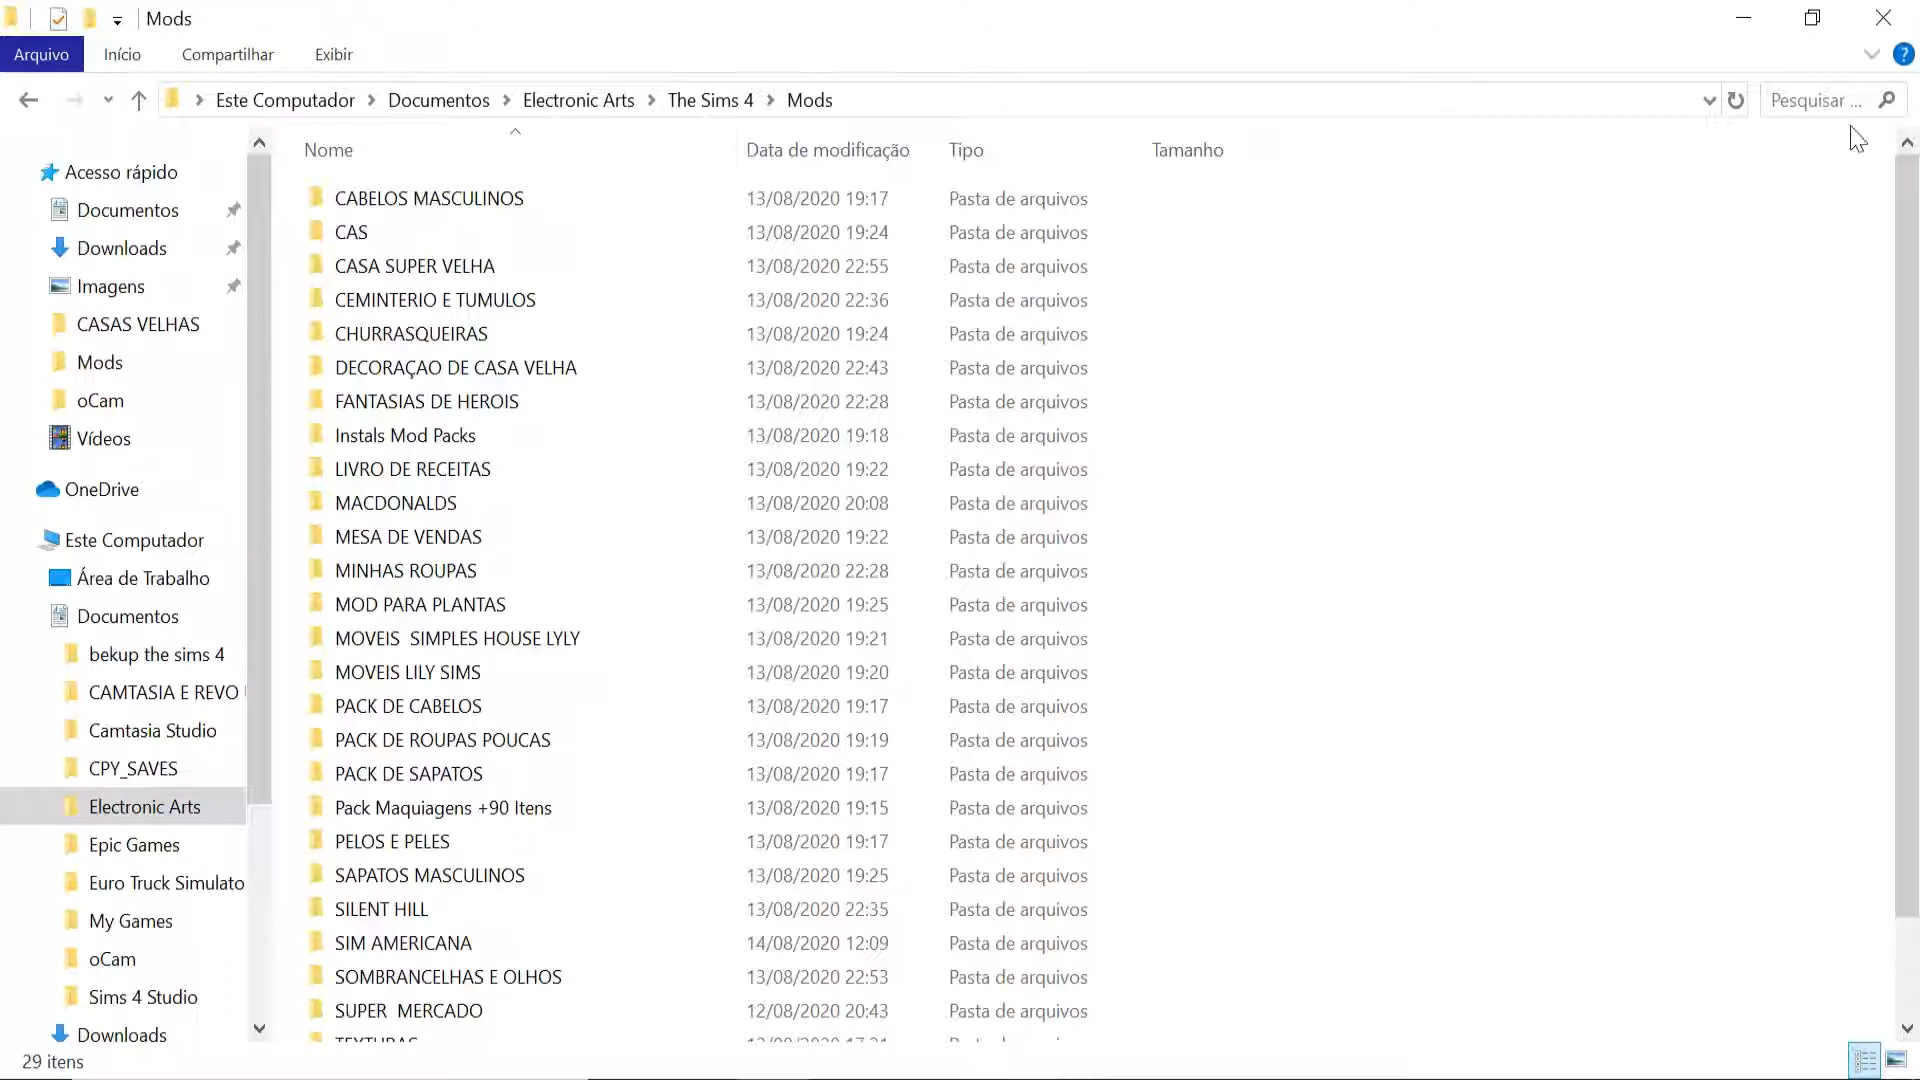 Mods
Arquivo Início Compartilhar Exibir
Este Computador Documentos Electronic Arts The Sims 4 Mods
Pesquisar ...
Acesso rápido
Documentos
Downloads
Imagens
CASAS VELHAS
Mods
oCam
Vídeos
OneDrive
Este Computador
Área de Trabalho
Documentos
bekup the sims 4
CAMTASIA E REVO
Camtasia Studio
CPY_SAVES
Electronic Arts
Epic Games
Euro Truck Simulato
My Games
oCam
Sims 4 Studio
Downloads
Nome Data de modificação Tipo Tamanho
CABELOS MASCULINOS 13/08/2020 19:17 Pasta de arquivos
CAS 13/08/2020 19:24 Pasta de arquivos
CASA SUPER VELHA 13/08/2020 22:55 Pasta de arquivos
CEMINTERIO E TUMULOS 13/08/2020 22:36 Pasta de arquivos
CHURRASQUEIRAS 13/08/2020 19:24 Pasta de arquivos
DECORAÇAO DE CASA VELHA 13/08/2020 22:43 Pasta de arquivos
FANTASIAS DE HEROIS 13/08/2020 22:28 Pasta de arquivos
Instals Mod Packs 13/08/2020 19:18 Pasta de arquivos
LIVRO DE RECEITAS 13/08/2020 19:22 Pasta de arquivos
MACDONALDS 13/08/2020 20:08 Pasta de arquivos
MESA DE VENDAS 13/08/2020 19:22 Pasta de arquivos
MINHAS ROUPAS 13/08/2020 22:28 Pasta de arquivos
MOD PARA PLANTAS 13/08/2020 19:25 Pasta de arquivos
MOVEIS  SIMPLES HOUSE LYLY 13/08/2020 19:21 Pasta de arquivos
MOVEIS LILY SIMS 13/08/2020 19:20 Pasta de arquivos
PACK DE CABELOS 13/08/2020 19:17 Pasta de arquivos
PACK DE ROUPAS POUCAS 13/08/2020 19:19 Pasta de arquivos
PACK DE SAPATOS 13/08/2020 19:17 Pasta de arquivos
Pack Maquiagens +90 Itens 13/08/2020 19:15 Pasta de arquivos
PELOS E PELES 13/08/2020 19:17 Pasta de arquivos
SAPATOS MASCULINOS 13/08/2020 19:25 Pasta de arquivos
SILENT HILL 13/08/2020 22:35 Pasta de arquivos
SIM AMERICANA 14/08/2020 12:09 Pasta de arquivos
SOMBRANCELHAS E OLHOS 13/08/2020 22:53 Pasta de arquivos
SUPER  MERCADO 12/08/2020 20:43 Pasta de arquivos
TEXTURAS
29 itens